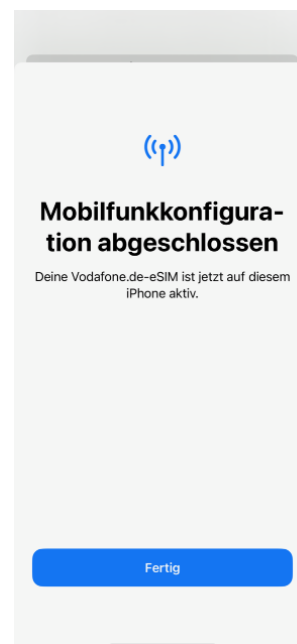 Mobilfunkkonfigura-
tion abgeschlossen
Deine Vodafone.de-eSIM ist jetzt auf diesem
iPhone aktiv.
Fertig